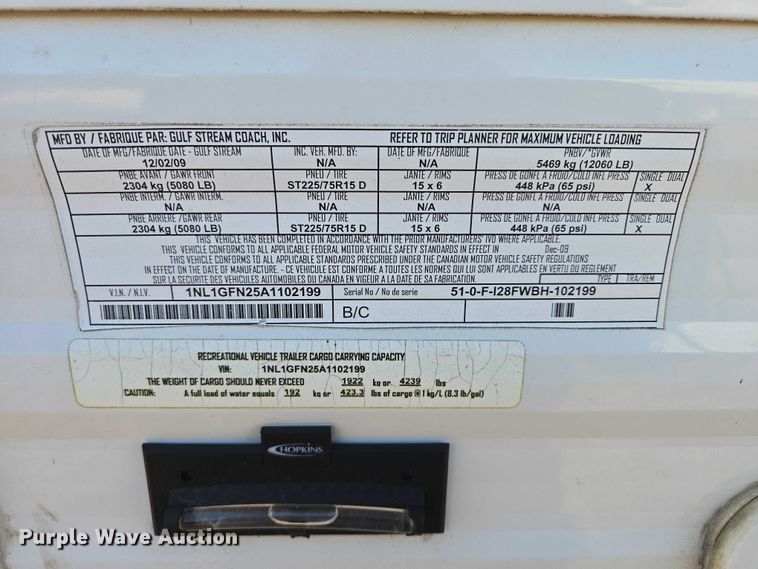 MFD BY / FABRIQUE PAR: GULF STREAM COACH, INC. REFER TO TRIP PLANNER FOR MAXIMUM VEHICLE LOADING
DATE OF MFG/FABRIQUE DATE - GULF STREAM INC. VEH. MFD. BY DATE OF MFG/FABRIQUE DATE PNBV/*GVWR
12/02/09 N/A N/A 5469 kg (12060 LB)
PNBE AVANT / GAWR FRONT PNEU / TIRE JANTE / RIMS PRESS DE GONFL A FROID/COLD INFL PRESS SINGLE DUAL
2304 kg (5080 LB) ST225/75R15 D 15 x 6 448 kPa (65 psi) X
PNBE INTERM. / GAWR INTERM. PNEU / TIRE JANTE / RIMS PRESS DE GONFL A FROID/COLD INFL PRESS SINGLE DUAL
N/A N/A N/A N/A
PNBE ARRIERE / GAWR REAR PNEU / TIRE JANTE / RIMS PRESS DE GONFL A FROID/COLD INFL PRESS SINGLE DUAL
2304 kg (5080 LB) ST225/75R15 D 15 x 6 448 kPa (65 psi) X
THIS VEHICLE HAS BEEN COMPLETED IN ACCORDANCE WITH THE PRIOR MANUFACTURERS' IVD WHERE APPLICABLE.
THIS VEHICLE CONFORMS TO ALL APPLICABLE FEDERAL MOTOR VEHICLE SAFETY STANDARDS IN EFFECT ON Dec-09
THIS VEHICLE CONFORMS TO ALL APPLICABLE STANDARDS PRESCRIBED UNDER THE CANADIAN MOTOR VEHICLE SAFETY REGULATIONS
IN EFFECT ON THE DATE OF MANUFACTURE. - CE VEHICULE EST CONFORME A TOUTES LES NORMES QUI LUI SONT APPLICABLES EN VERTU DU REGLEMENT
SUR LA SECURITE DES VEHICULES AUTOMOBILES DU CANADA EN VIGUEUR A LA DATE DE SA FABRICATION. TYPE: TRA/REM
V.I.N. / N.I.V. 1NL1GFN25A1102199 Serial No / No de serie 51-0-F-I28FWBH-102199
B/C
RECREATIONAL VEHICLE TRAILER CARGO CARRYING CAPACITY
VIN: 1NL1GFN25A1102199
THE WEIGHT OF CARGO SHOULD NEVER EXCEED 1922 kg or 4239 lbs
CAUTION: A full load of water equals 192 kg or 423.3 lbs of cargo @ 1 kg/L (8.3 lb/gal)
HOPKINS
Purple Wave Auction